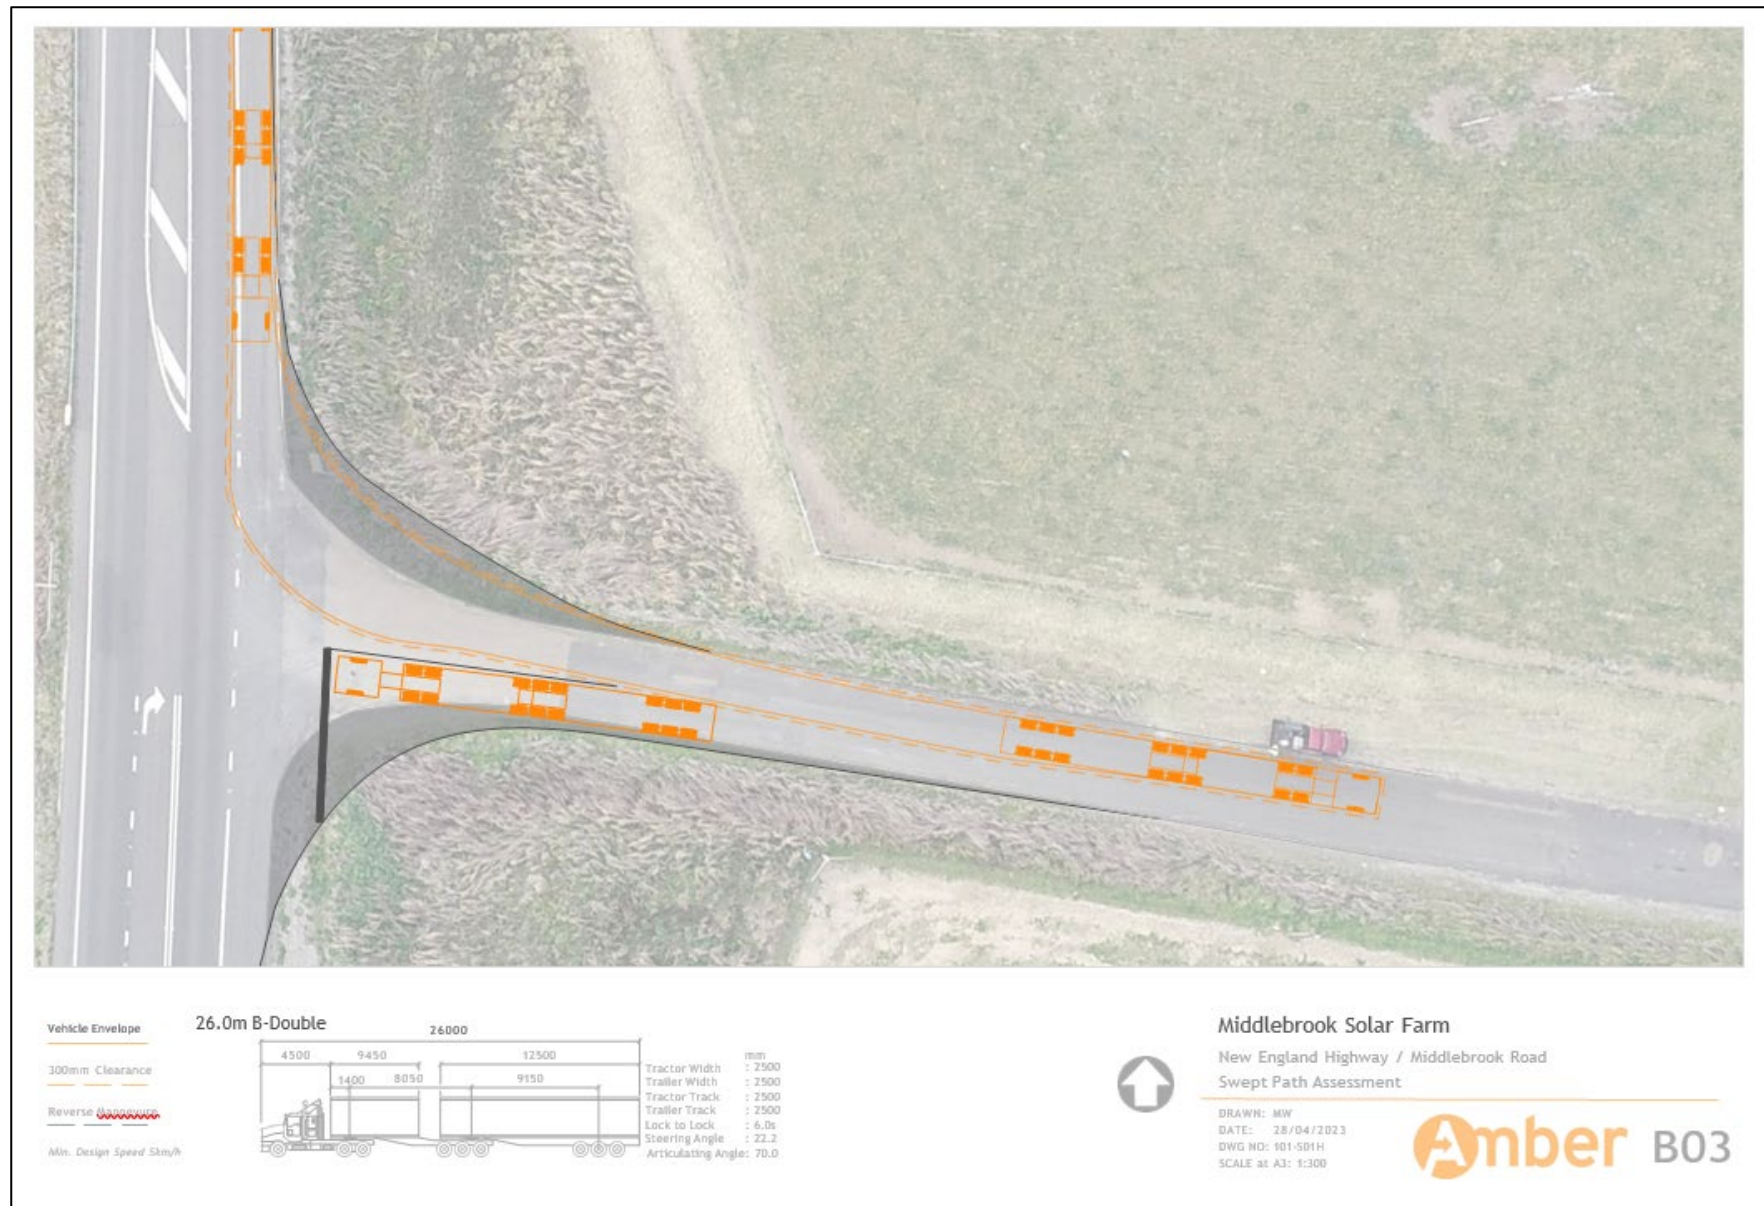 Vehicle Envelope
300mm Clearance
Reverse Manoevure
Min. Design Speed 5km/h
26.0m B-Double
26000
4500 9450 12500
1400 8050 9150
mm
Tractor Width : 2500
Trailer Width : 2500
Tractor Track : 2500
Trailer Track : 2500
Lock to Lock : 6.0s
Steering Angle : 22.2
Articulating Angle: 70.0
Middlebrook Solar Farm
New England Highway / Middlebrook Road
Swept Path Assessment
DRAWN: MW
DATE: 28/04/2023
DWG NO: 101-501H
SCALE at A3: 1:300
Amber B03